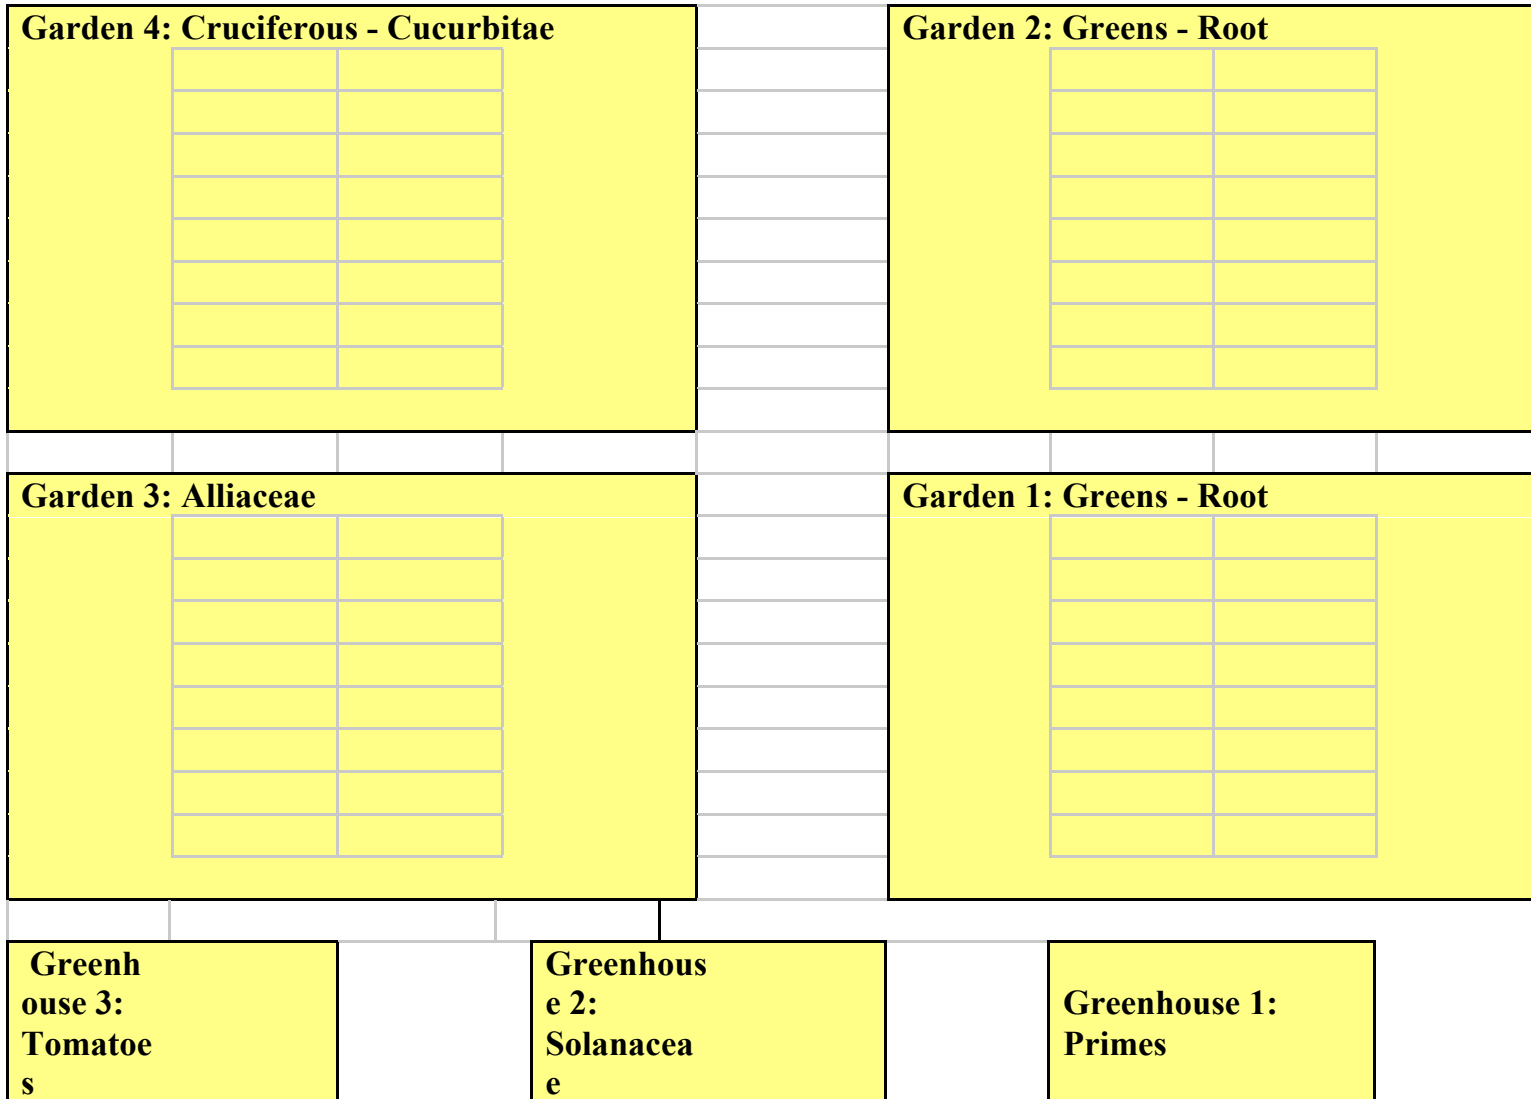 Garden 4: Cruciferous - Cucurbitae
Garden 2: Greens - Root
Garden 3: Alliaceae
Garden 1: Greens - Root
Greenh
ouse 3:
Tomatoe
s
Greenhous
e 2:
Solanacea
e
Greenhouse 1:
Primes